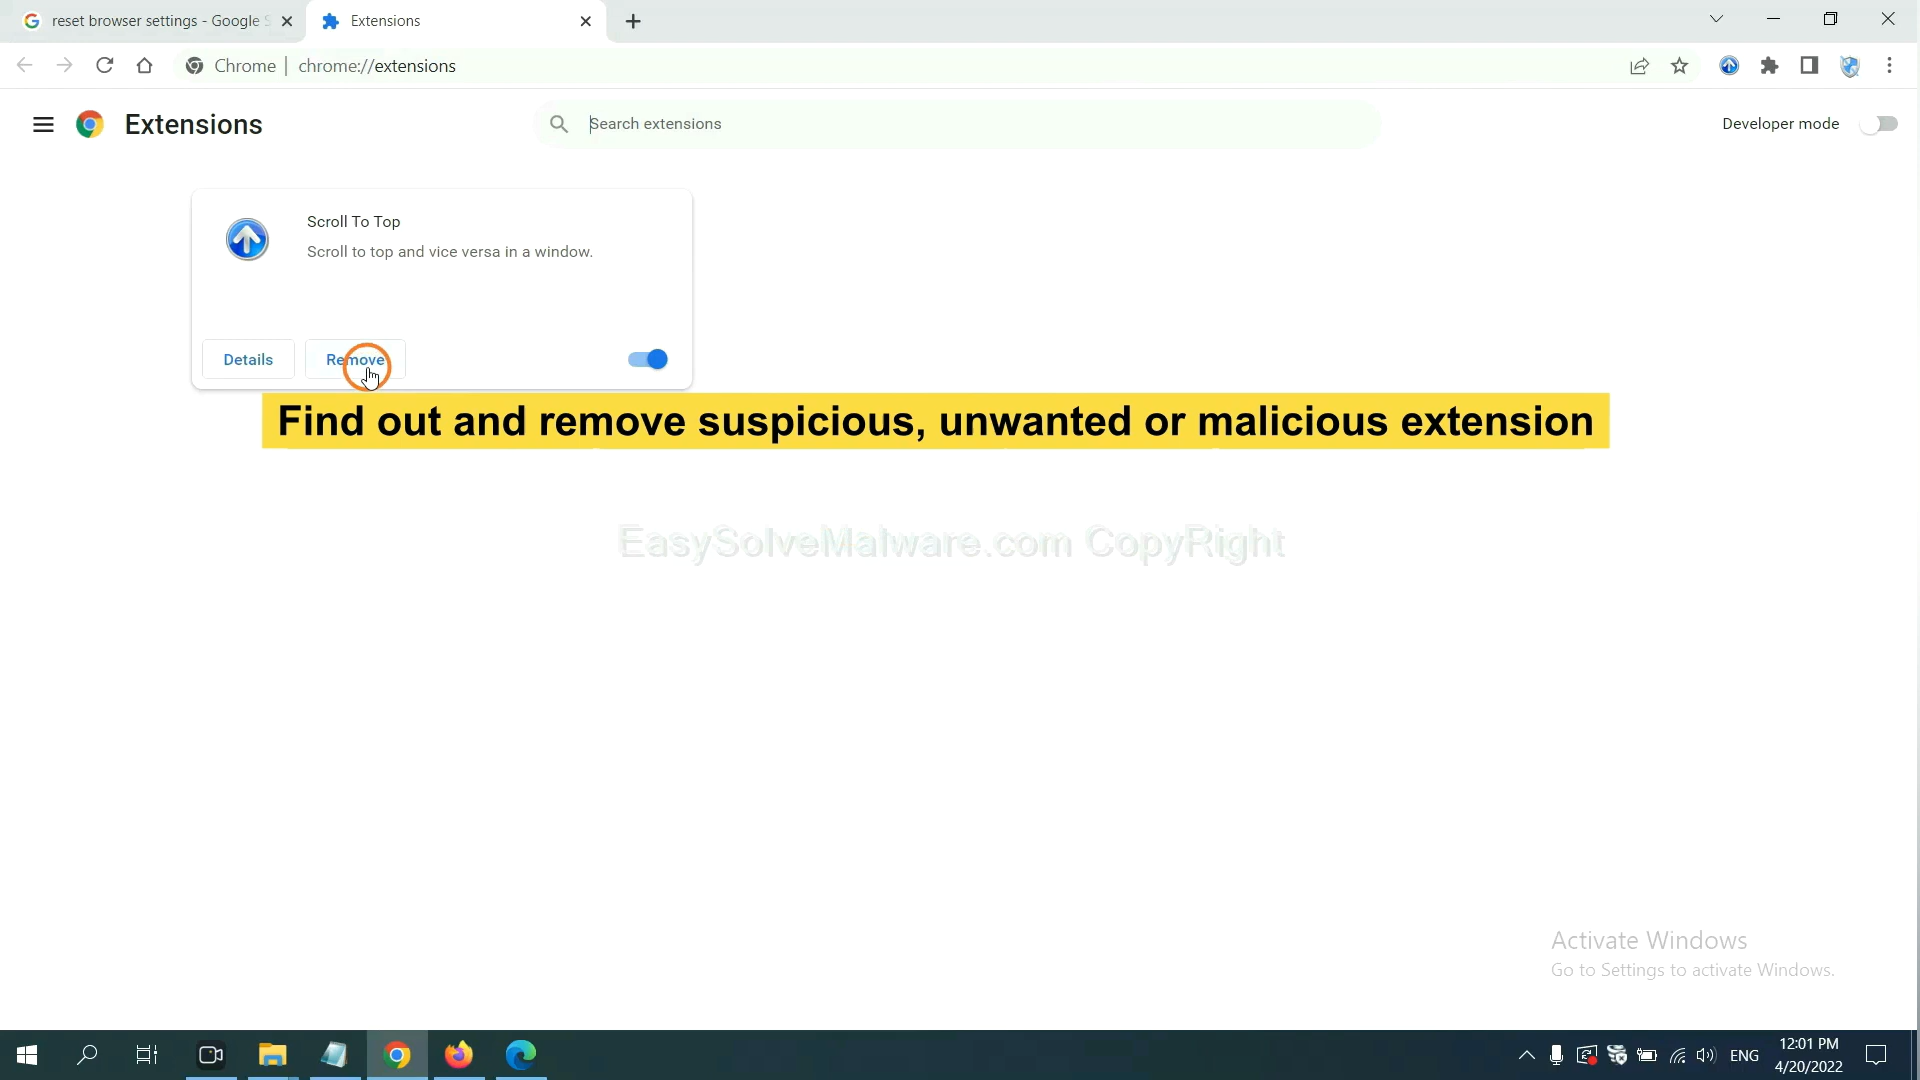 reset browser settings - Google S
Extensions
Chrome
chrome://extensions
Extensions
Search extensions
Developer mode
Scroll To Top
Scroll to top and vice versa in a window.
Details
Remove
Find out and remove suspicious, unwanted or malicious extension
EasySolveMalware.com CopyRight
Activate Windows
Go to Settings to activate Windows.
ENG
12:01 PM
4/20/2022